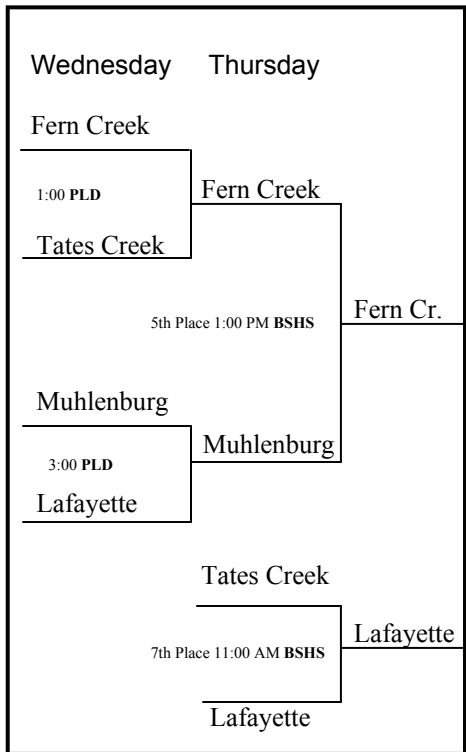 Wednesday Thursday
Fern Creek
1:00 PLD
Fern Creek
Tates Creek
5th Place 1:00 PM BSHS
Fern Cr.
Muhlenburg
3:00 PLD
Muhlenburg
Lafayette
Tates Creek
7th Place 11:00 AM BSHS
Lafayette
Lafayette